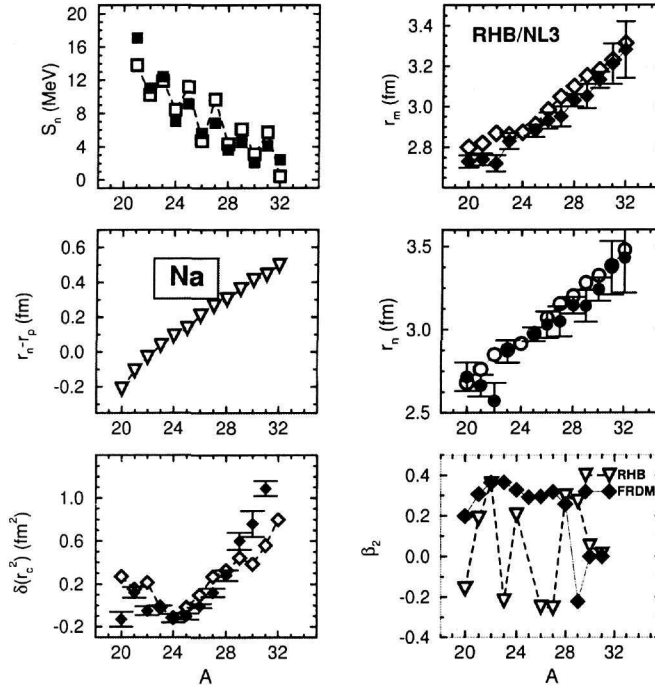 20
16
12
8
4
0
S_n (MeV)
20 24 28 32
RHB/NL3
3.4
3.2
3.0
2.8
r_m (fm)
20 24 28 32
0.6
0.4
0.2
0.0
-0.2
r_n-r_p (fm)
Na
20 24 28 32
3.5
3.0
2.5
r_n (fm)
20 24 28 32
1.0
0.6
0.2
-0.2
δ(r_c^2) (fm^2)
20 24 28 32
A
0.4
0.2
0.0
-0.2
-0.4
β_2
RHB
FRDM
20 24 28 32
A